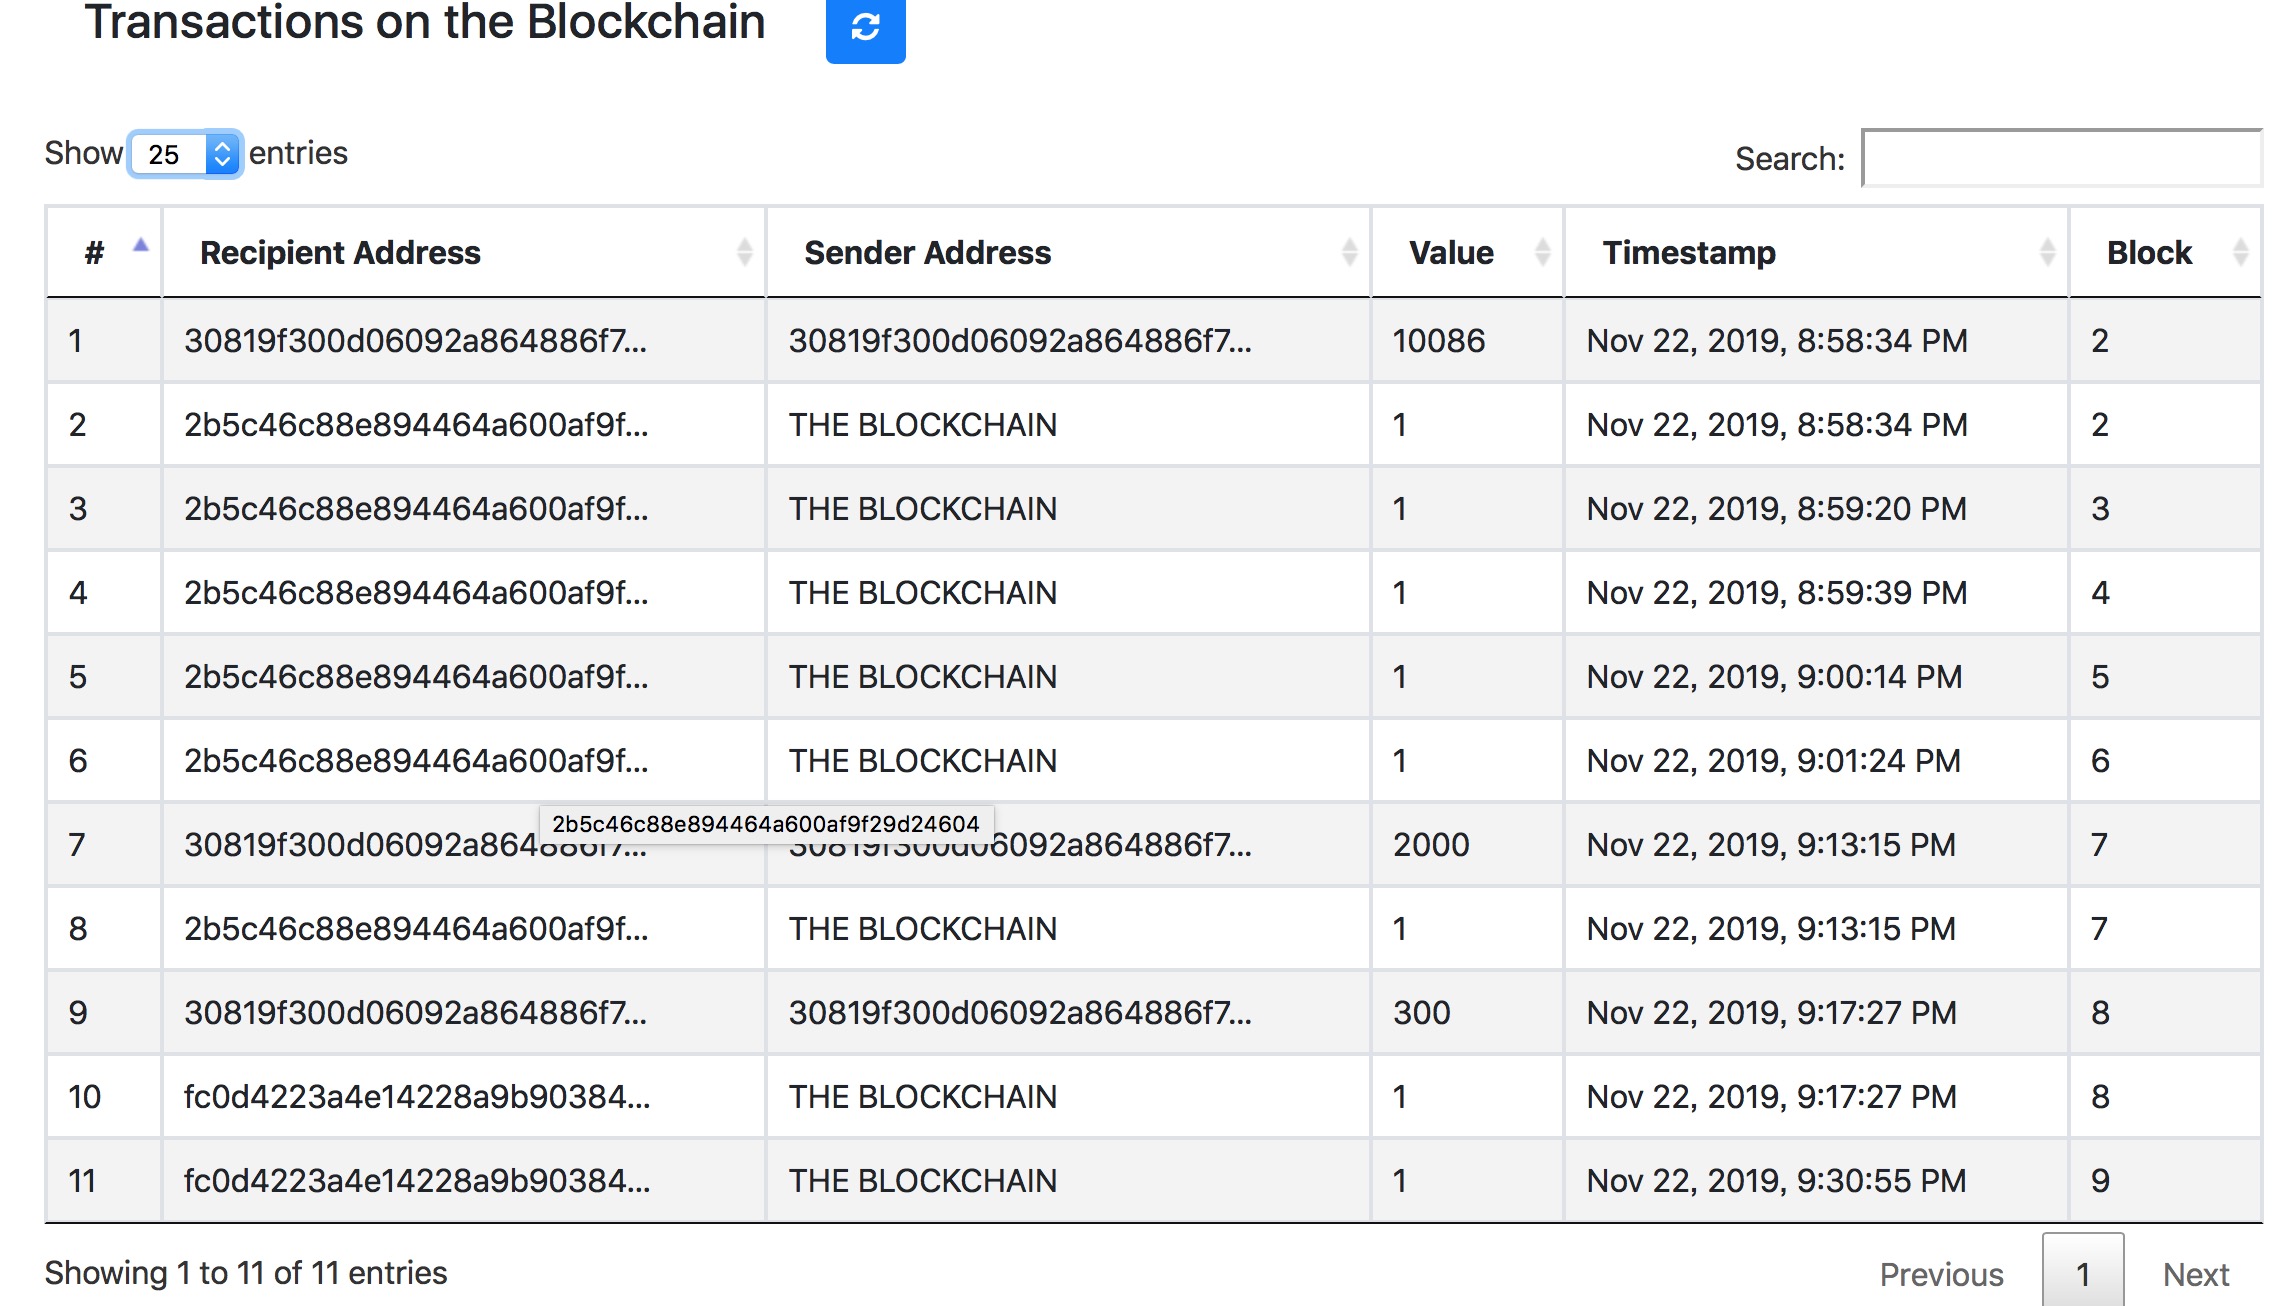 Transactions on the Blockchain
Show 25 entries Search:
# Recipient Address Sender Address Value Timestamp Block
1 30819f300d06092a864886f7... 30819f300d06092a864886f7... 10086 Nov 22, 2019, 8:58:34 PM 2
2 2b5c46c88e894464a600af9f... THE BLOCKCHAIN 1 Nov 22, 2019, 8:58:34 PM 2
3 2b5c46c88e894464a600af9f... THE BLOCKCHAIN 1 Nov 22, 2019, 8:59:20 PM 3
4 2b5c46c88e894464a600af9f... THE BLOCKCHAIN 1 Nov 22, 2019, 8:59:39 PM 4
5 2b5c46c88e894464a600af9f... THE BLOCKCHAIN 1 Nov 22, 2019, 9:00:14 PM 5
6 2b5c46c88e894464a600af9f... THE BLOCKCHAIN 1 Nov 22, 2019, 9:01:24 PM 6
2b5c46c88e894464a600af9f29d24604
7 30819f300d06092a864886f7... 30819f300d06092a864886f7... 2000 Nov 22, 2019, 9:13:15 PM 7
8 2b5c46c88e894464a600af9f... THE BLOCKCHAIN 1 Nov 22, 2019, 9:13:15 PM 7
9 30819f300d06092a864886f7... 30819f300d06092a864886f7... 300 Nov 22, 2019, 9:17:27 PM 8
10 fc0d4223a4e14228a9b90384... THE BLOCKCHAIN 1 Nov 22, 2019, 9:17:27 PM 8
11 fc0d4223a4e14228a9b90384... THE BLOCKCHAIN 1 Nov 22, 2019, 9:30:55 PM 9
Showing 1 to 11 of 11 entries Previous 1 Next